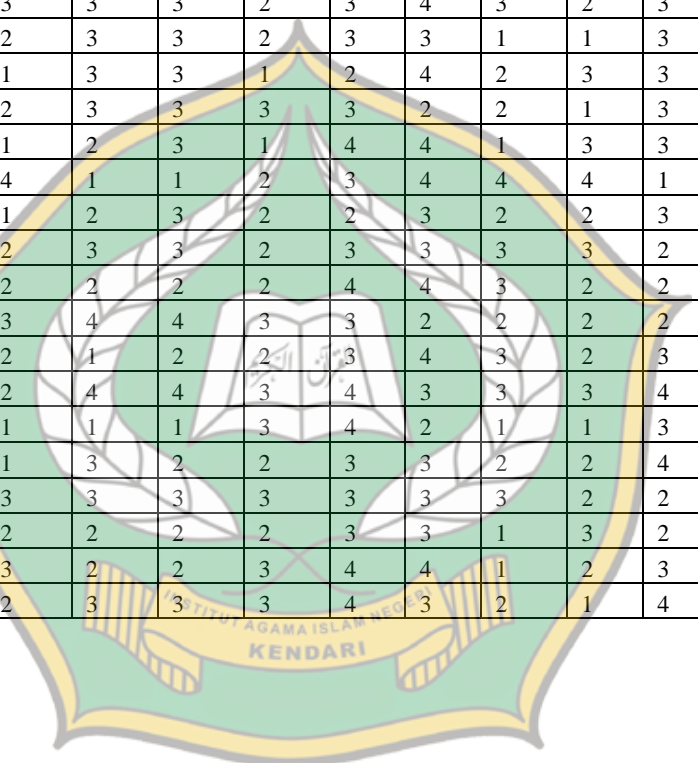 3 3 3 2 3 4 3 2 3
2 3 3 2 3 3 1 1 3
1 3 3 1 2 4 2 3 3
2 3 3 3 3 2 2 1 3
1 2 3 1 4 4 1 3 3
4 1 1 2 3 4 4 4 1
1 2 3 2 2 3 2 2 3
2 3 3 2 3 3 3 3 2
2 2 2 2 4 4 3 2 2
3 4 4 3 3 2 2 2 2
2 1 2 2 3 4 3 2 3
2 4 4 3 4 3 3 3 4
1 1 1 3 4 2 1 1 3
1 3 2 2 3 3 2 2 4
3 3 3 3 3 3 3 2 2
2 2 2 2 3 3 1 3 2
3 2 2 3 4 4 1 2 3
2 3 3 3 4 3 2 1 4
INSTITUT AGAMA ISLAM NEGERI
KENDARI